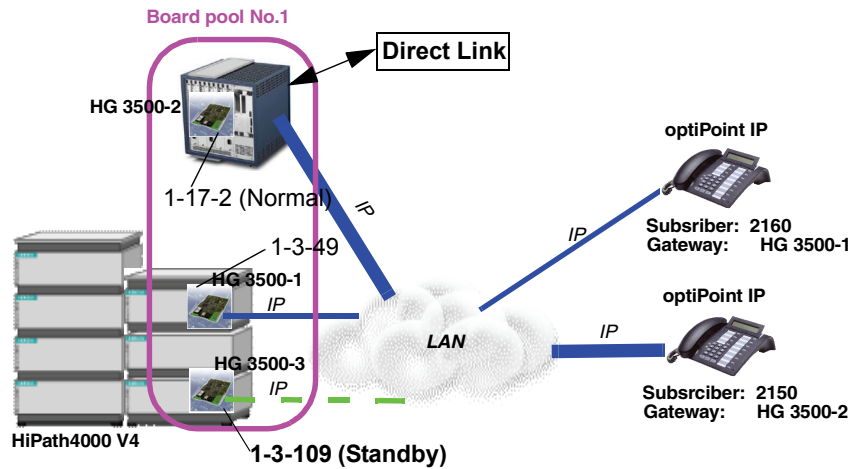 Board pool No.1
Direct Link
HG 3500-2
optiPoint IP
1-17-2 (Normal)
IP
IP
Subsriber: 2160
Gateway: HG 3500-1
1-3-49
HG 3500-1
IP
optiPoint IP
LAN
IP
HG 3500-3
IP
Subsrciber: 2150
Gateway: HG 3500-2
HiPath4000 V4
1-3-109 (Standby)